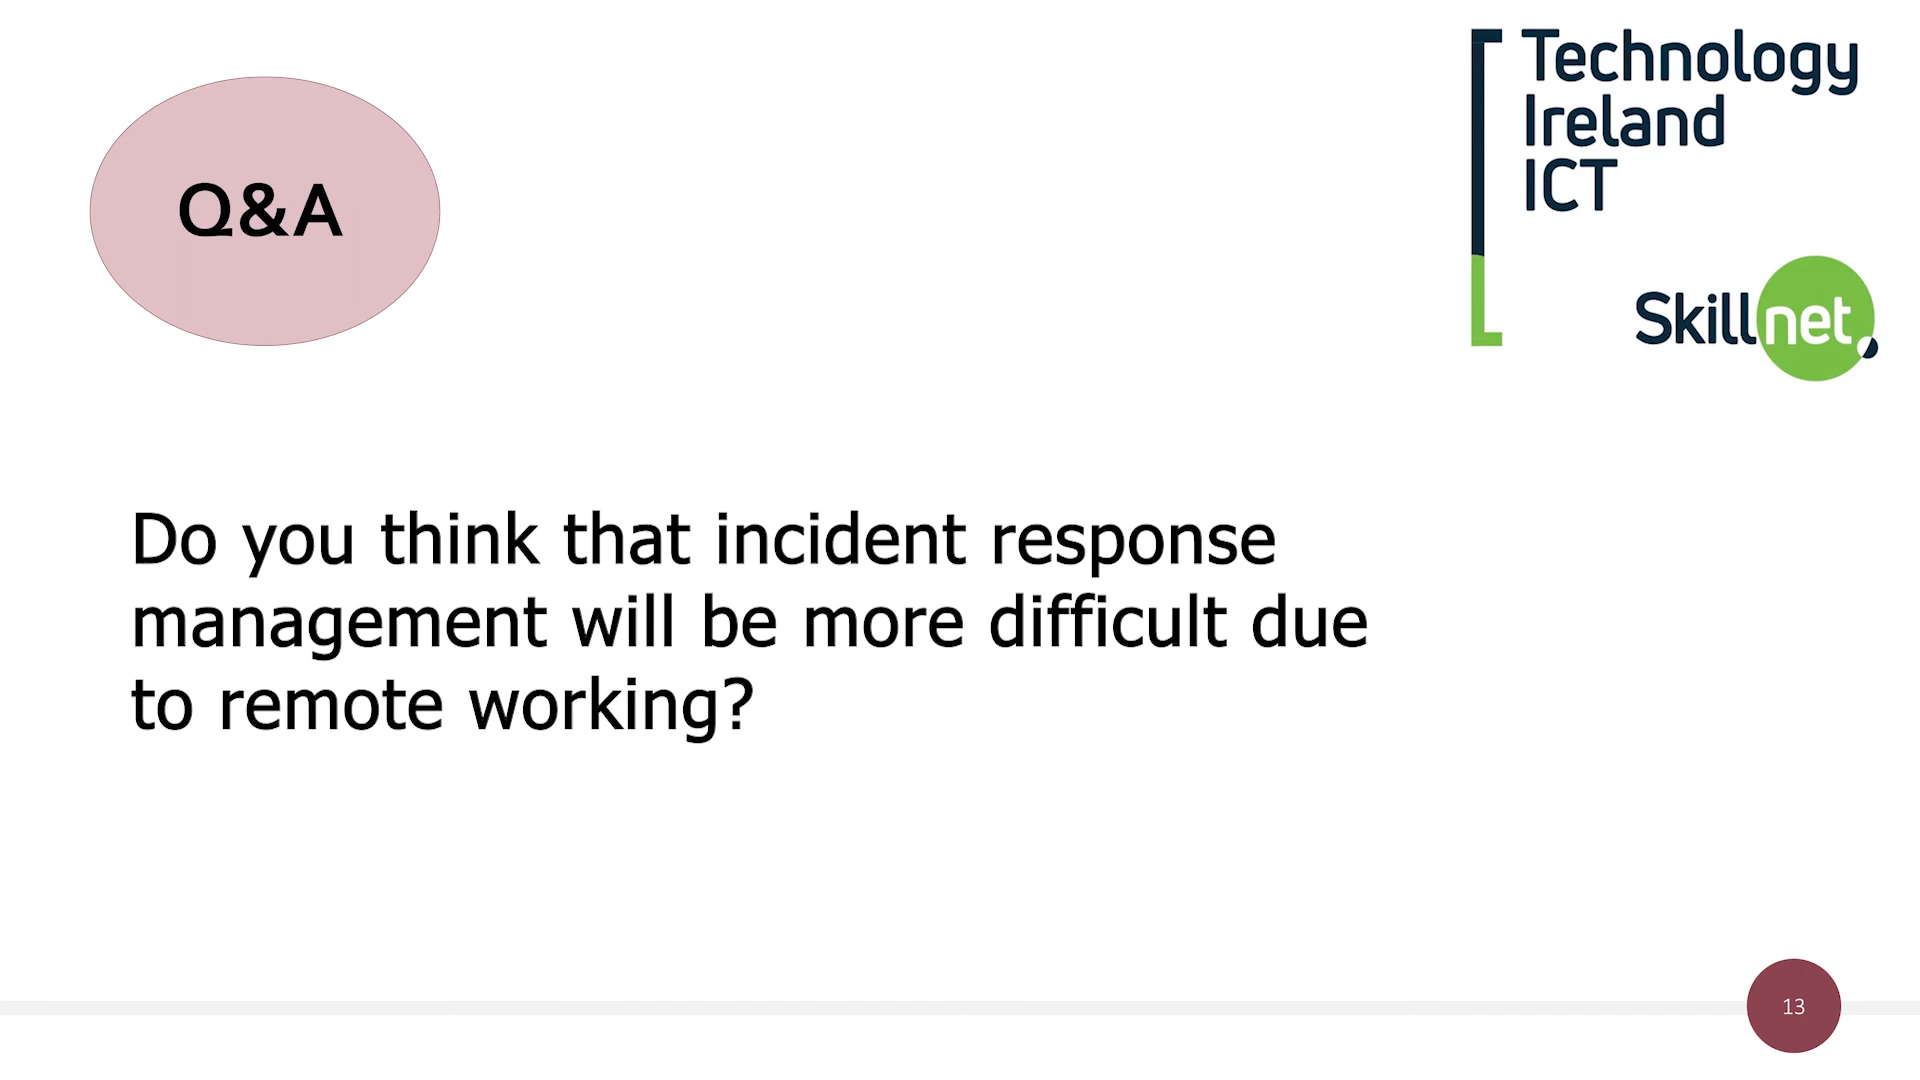 Q&A
Technology
Ireland
ICT
Skillnet
Do you think that incident response
management will be more difficult due
to remote working?
13